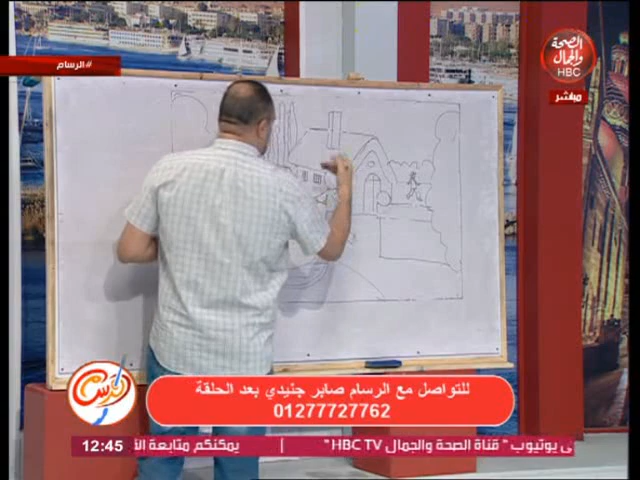 الصحة
والجمال
HBC
مباشر
#الرسام
للتواصل مع الرسام صابر جنيدي بعد الحلقة
01277727762
12:45
ى يوتيوب " قناة الصحة والجمال HBC TV" | يمكنكم متابعة الأ